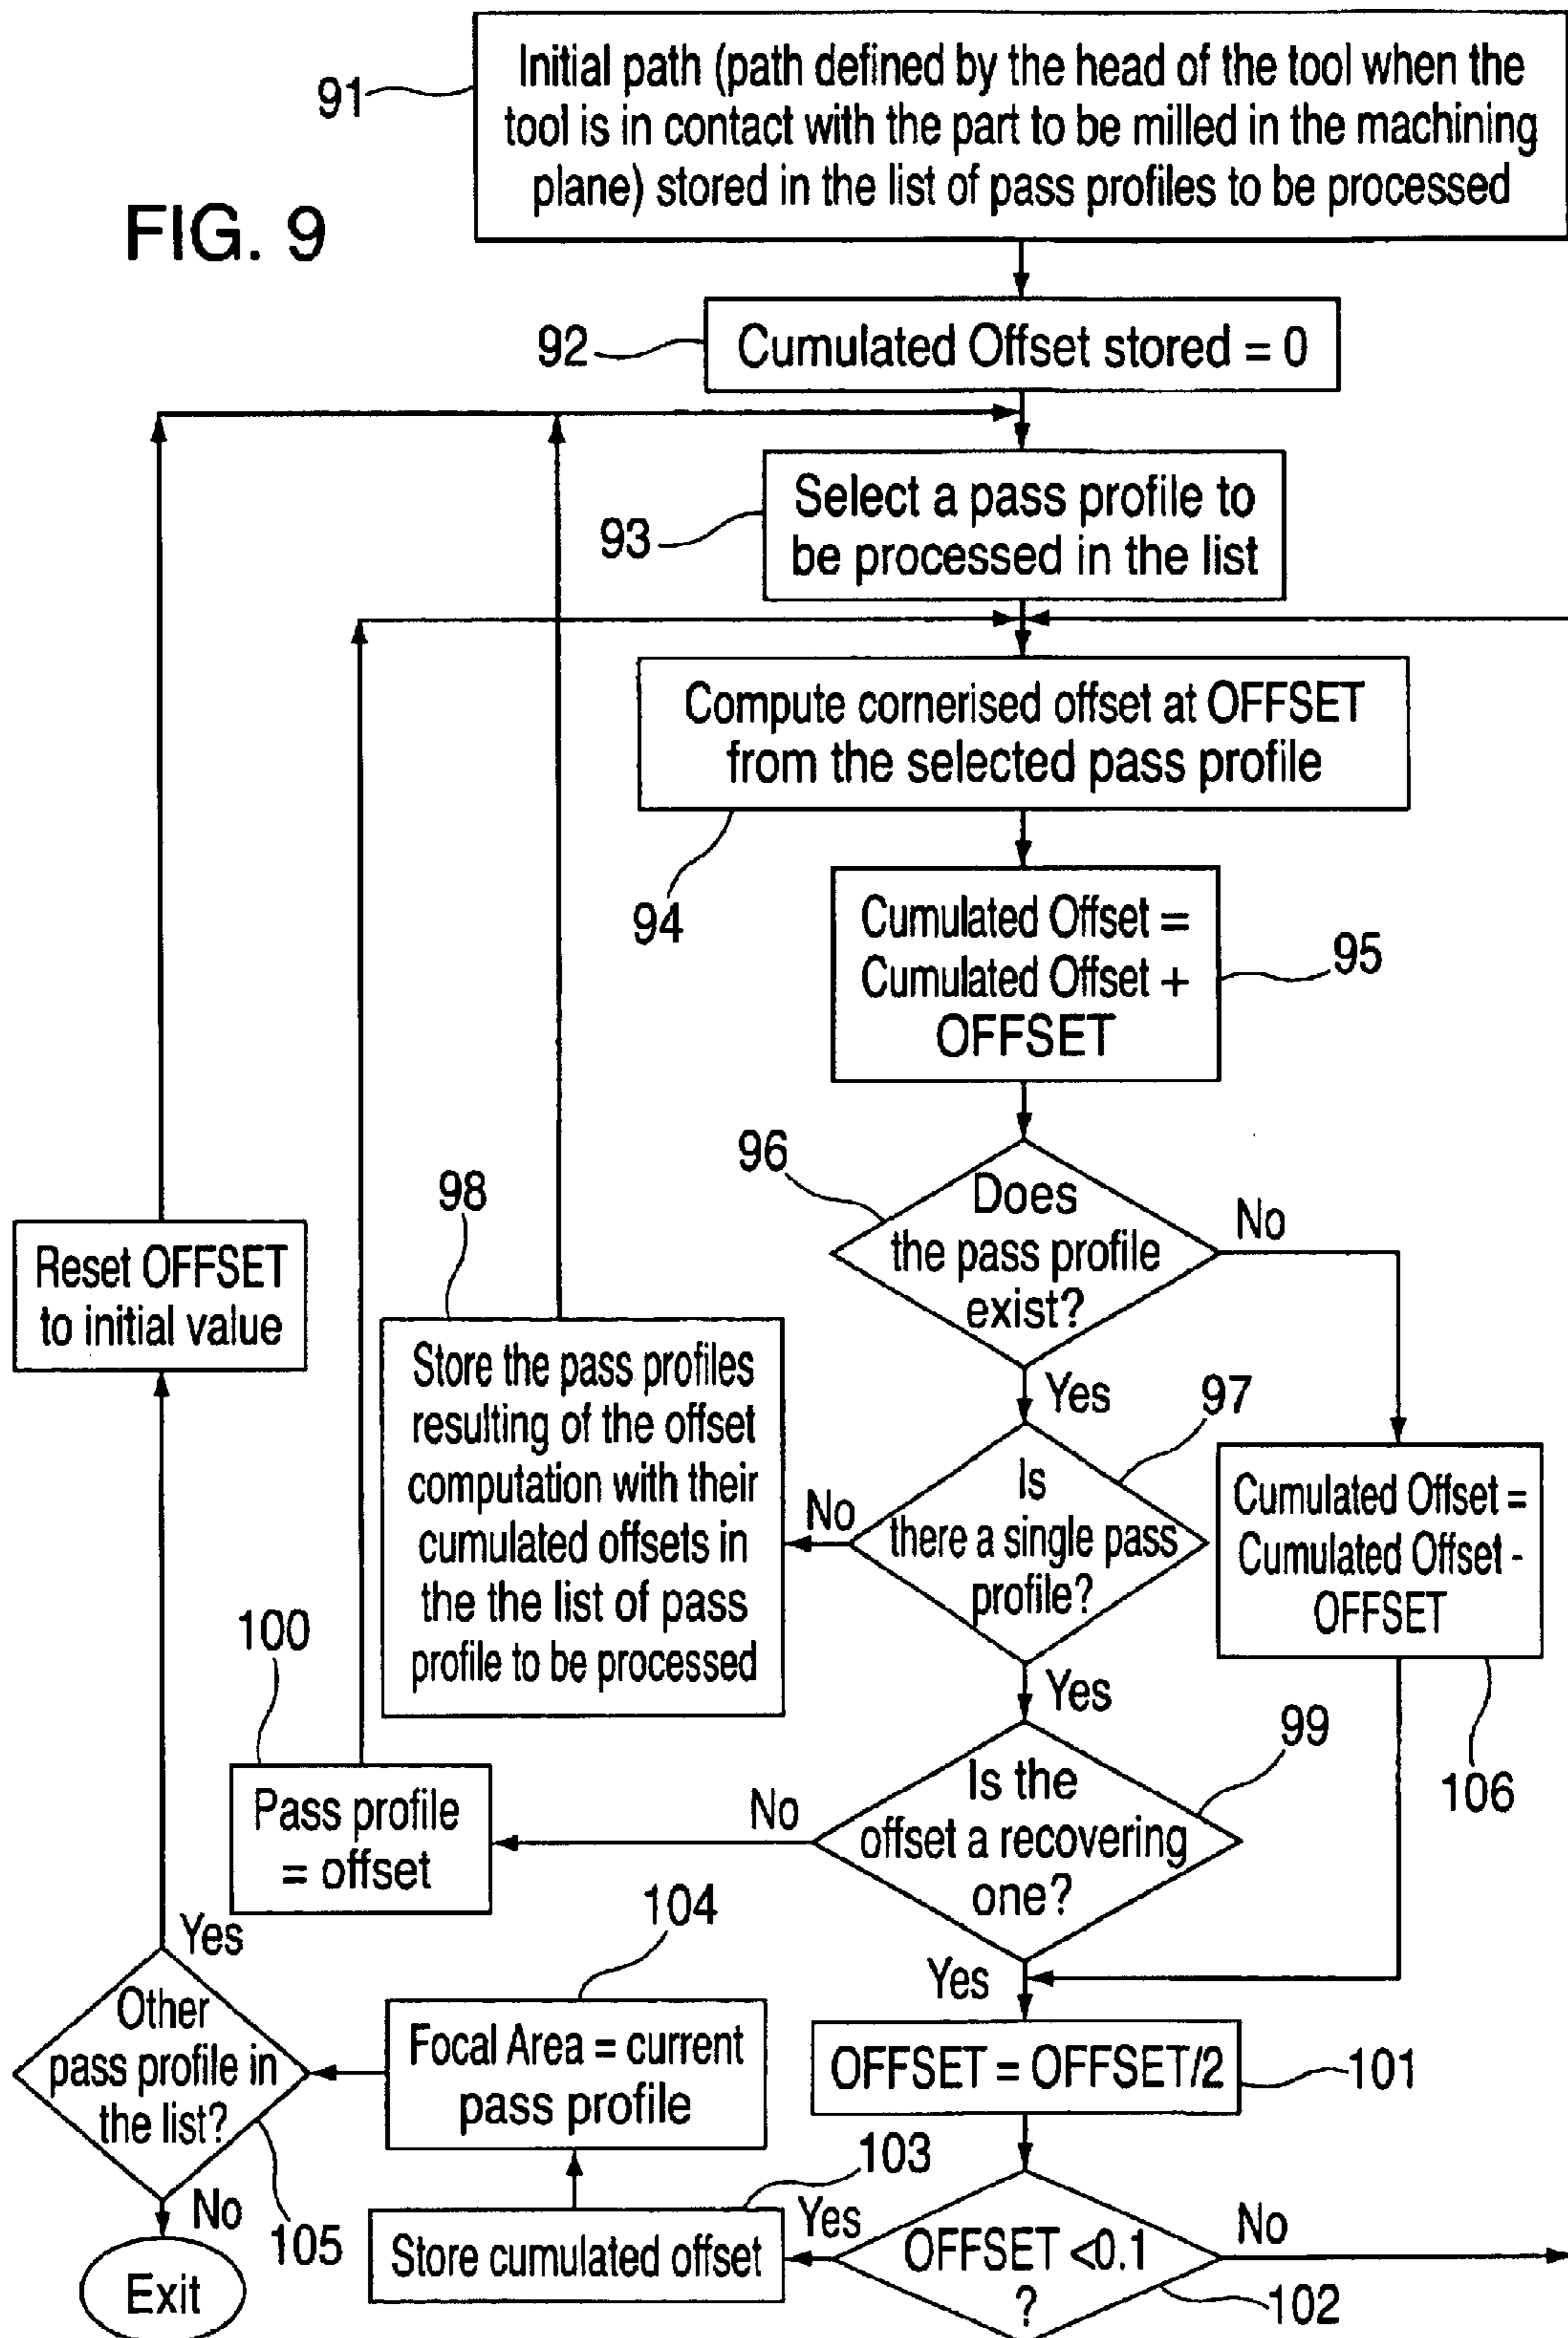 FIG. 9
91
Initial path (path defined by the head of the tool when the
tool is in contact with the part to be milled in the machining
plane) stored in the list of pass profiles to be processed
92
Cumulated Offset stored = 0
93
Select a pass profile to
be processed in the list
Compute cornerised offset at OFFSET
from the selected pass profile
94
Cumulated Offset =
Cumulated Offset +
OFFSET
95
96
Does
the pass profile
exist?
No
Yes
98
Reset OFFSET
to initial value
Store the pass profiles
resulting of the offset
computation with their
cumulated offsets in
the the list of pass
profile to be processed
97
Is
there a single pass
profile?
No
Yes
Cumulated Offset =
Cumulated Offset -
OFFSET
106
100
Pass profile
= offset
99
Is the
offset a recovering
one?
No
Yes
OFFSET = OFFSET/2
101
104
Focal Area = current
pass profile
Yes
Other
pass profile in
the list?
No
105
Exit
103
Store cumulated offset
Yes
OFFSET <0.1
?
No
102